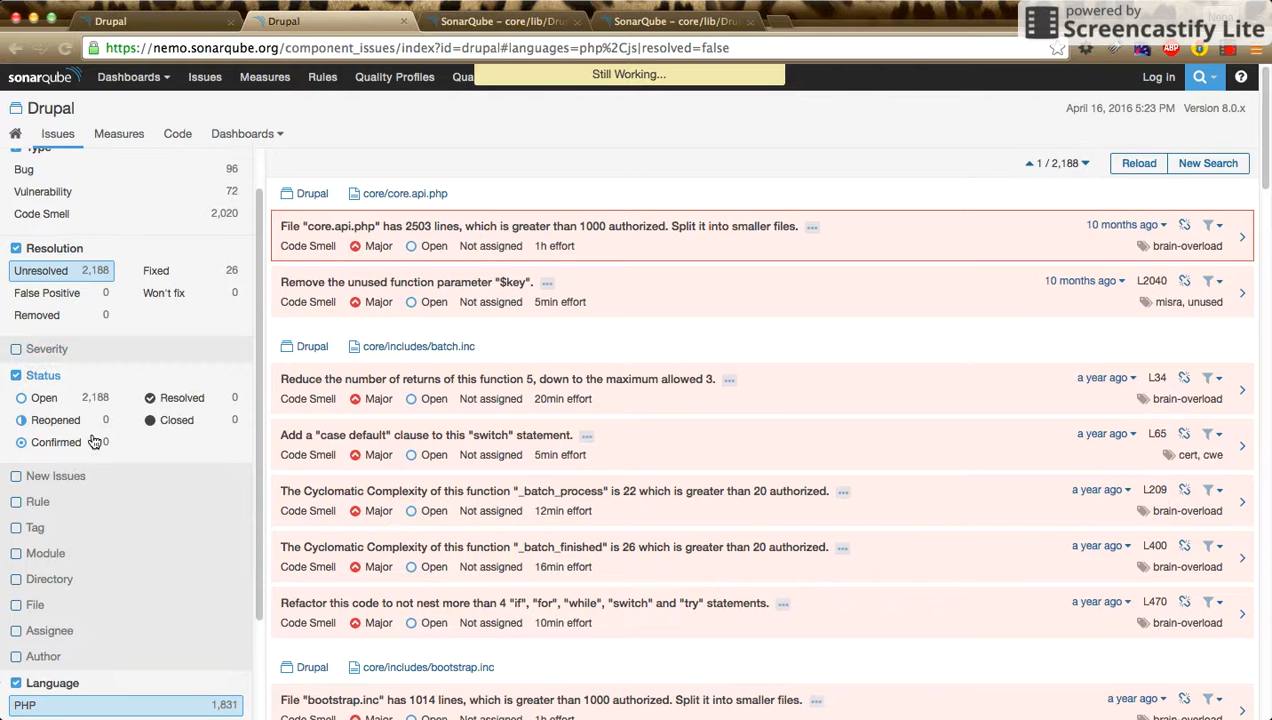 Drupal
Drupal
SonarQube – core/lib/Dru
SonarQube – core/lib/Dru
powered by
Screencastify Lite
https://nemo.sonarqube.org/component_issues/index?id=drupal#languages=php%2Cjs|resolved=false
ABP
sonarqube Dashboards Issues Measures Rules Quality Profiles Qua
Still Working...
Log In
?
Drupal
April 16, 2016 5:23 PM Version 8.0.x
Issues Measures Code Dashboards
Type
Bug 96
Vulnerability 72
Code Smell 2,020
Resolution
Unresolved 2,188 Fixed 26
False Positive 0 Won't fix 0
Removed 0
Severity
Status
Open 2,188 Resolved 0
Reopened 0 Closed 0
Confirmed 0
New Issues
Rule
Tag
Module
Directory
File
Assignee
Author
Language
PHP 1,831
1 / 2,188 Reload New Search
Drupal core/core.api.php
File "core.api.php" has 2503 lines, which is greater than 1000 authorized. Split it into smaller files. ... 10 months ago
Code Smell Major Open Not assigned 1h effort brain-overload
Remove the unused function parameter "$key". ... 10 months ago L2040
Code Smell Major Open Not assigned 5min effort misra, unused
Drupal core/includes/batch.inc
Reduce the number of returns of this function 5, down to the maximum allowed 3. ... a year ago L34
Code Smell Major Open Not assigned 20min effort brain-overload
Add a "case default" clause to this "switch" statement. ... a year ago L65
Code Smell Major Open Not assigned 5min effort cert, cwe
The Cyclomatic Complexity of this function "_batch_process" is 22 which is greater than 20 authorized. ... a year ago L209
Code Smell Major Open Not assigned 12min effort brain-overload
The Cyclomatic Complexity of this function "_batch_finished" is 26 which is greater than 20 authorized. ... a year ago L400
Code Smell Major Open Not assigned 16min effort brain-overload
Refactor this code to not nest more than 4 "if", "for", "while", "switch" and "try" statements. ... a year ago L470
Code Smell Major Open Not assigned 10min effort brain-overload
Drupal core/includes/bootstrap.inc
File "bootstrap.inc" has 1014 lines, which is greater than 1000 authorized. Split it into smaller files. ... a year ago
Code Smell Major Open Not assigned 1h effort brain-overload